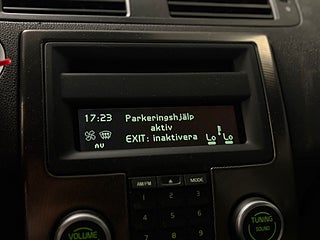 17:23 Parkeringshjälp
aktiv
EXIT: inaktivera
Lo Lo
AM/FM MODE
VOLUME
TUNING
SOUND